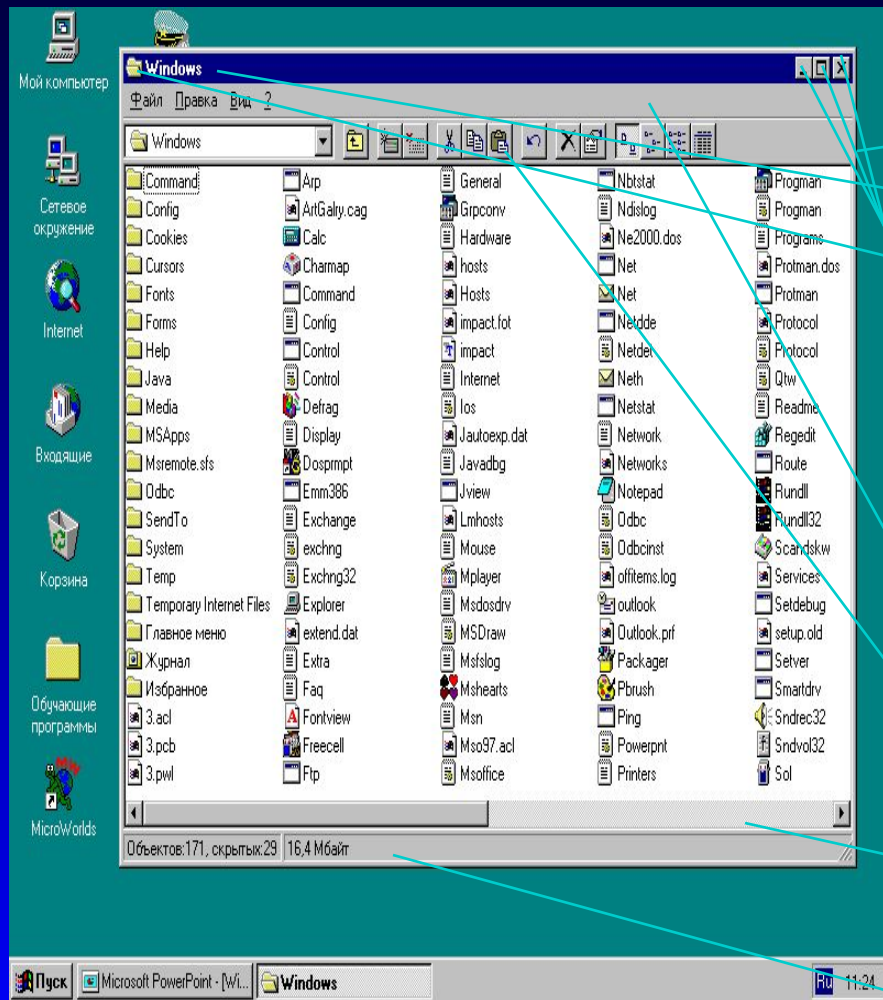 Мой компьютер
Сетевое
окружение
Internet
Входящие
Корзина
Обучающие
программы
MicroWorlds
Windows
Файл Правка Вид ?
Windows
Command
Config
Cookies
Cursors
Fonts
Forms
Help
Java
Media
MSApps
Msremote.sfs
Odbc
SendTo
System
Temp
Temporary Internet Files
Главное меню
Журнал
Избранное
3.acl
3.pcb
3.pwl
Arp
ArtGalry.cag
Calc
Charmap
Command
Config
Control
Control
Defrag
Display
Dosprmpt
Emm386
Exchange
exchng
Exchng32
Explorer
extend.dat
Extra
Faq
Fontview
Freecell
Ftp
General
Grpconv
Hardware
hosts
Hosts
impact.fot
impact
Internet
Ios
Jautoexp.dat
Javadbg
Jview
Lmhosts
Mouse
Mplayer
Msdosdrv
MSDraw
Msfslog
Mshearts
Msn
Mso97.acl
Msoffice
Nbtstat
Ndislog
Ne2000.dos
Net
Net
Netdde
Netdet
Neth
Netstat
Network
Networks
Notepad
Odbc
Odbcinst
offitems.log
outlook
Outlook.prf
Packager
Pbrush
Ping
Powerpnt
Printers
Progman
Progman
Programs
Protman.dos
Protman
Protocol
Protocol
Qtw
Readme
Regedit
Route
Rundll
Rundll32
Scandskw
Services
Setdebug
setup.old
Setver
Smartdrv
Sndrec32
Sndvol32
Sol
Объектов:171, скрытых:29 16,4 Мбайт
Пуск Microsoft PowerPoint - [Wi... Windows Ru 11:24